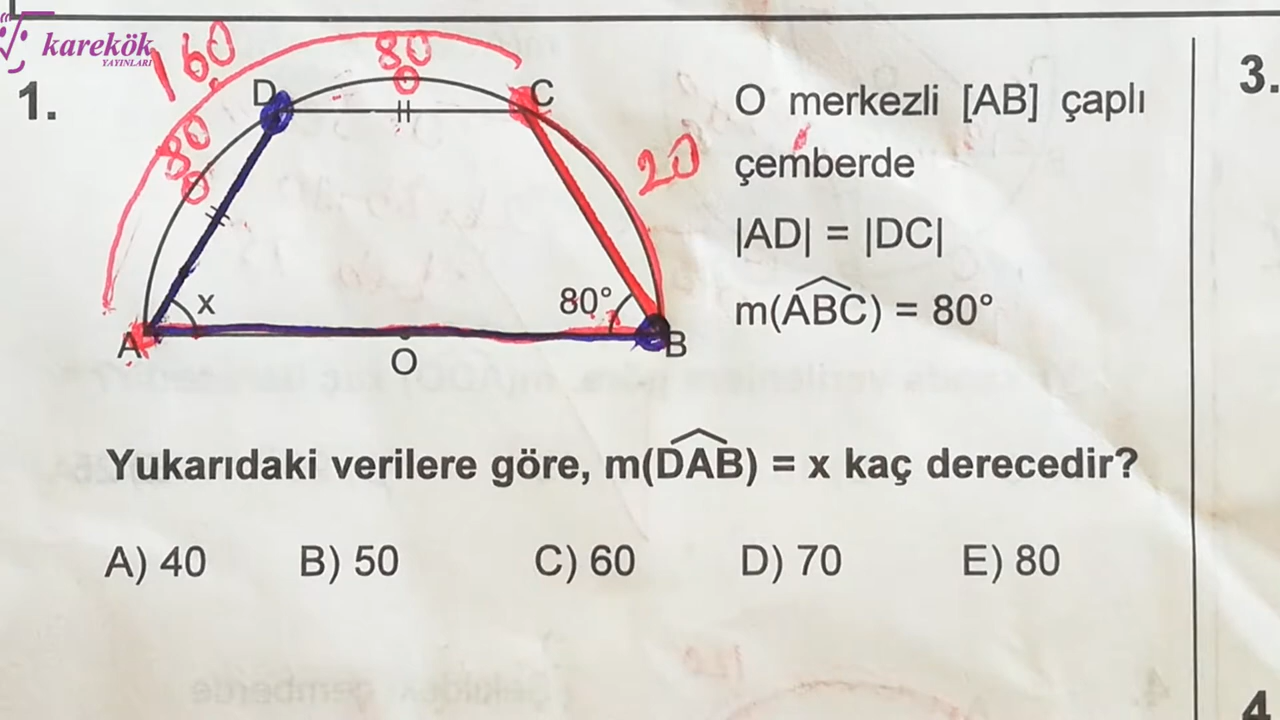 karekök
YAYINLARI
1.
160
80
80
20
D
C
x
80°
A
O
B
O merkezli [AB] çaplı
çemberde
|AD| = |DC|
m(ABC) = 80°
Yukarıdaki verilere göre, m(DAB) = x kaç derecedir?
A) 40 B) 50 C) 60 D) 70 E) 80
3.
4